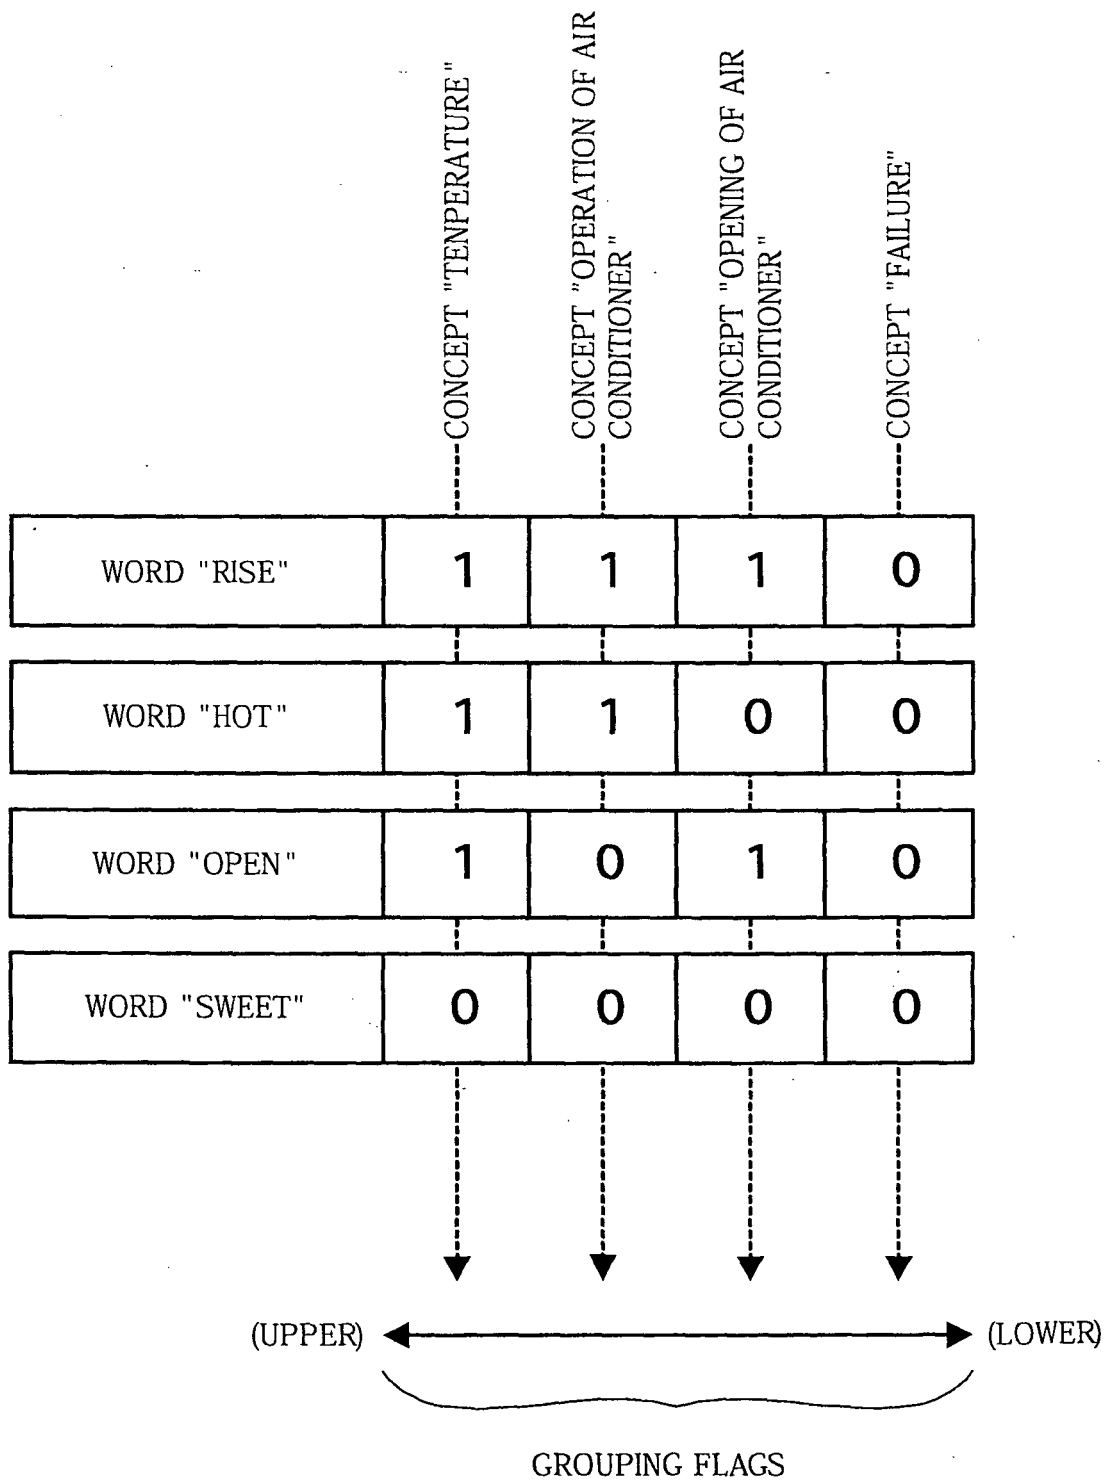 CONCEPT "TENPERATURE"
CONCEPT "OPERATION OF AIR
CONDITIONER"
CONCEPT "OPENING OF AIR
CONDITIONER"
CONCEPT "FAILURE"
WORD "RISE" 1 1 1 0
WORD "HOT" 1 1 0 0
WORD "OPEN" 1 0 1 0
WORD "SWEET" 0 0 0 0
(UPPER) (LOWER)
GROUPING FLAGS